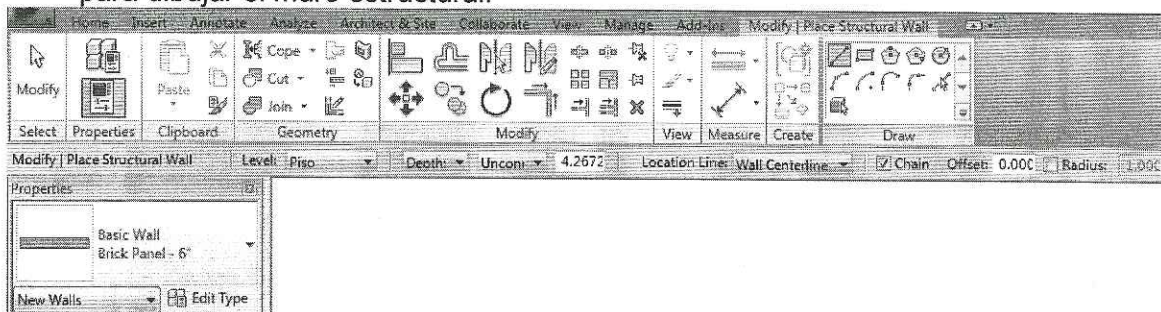 para dibujar el muro estructural.
Home Insert Annotate Analyze Architect & Site Collaborate View Manage Add-Ins Modify | Place Structural Wall
Modify Paste Cope Cut Join
Select Properties Clipboard Geometry Modify View Measure Create Draw
Modify | Place Structural Wall Level: Piso Depth: Unconi 4.2672 Location Line: Wall Centerline Chain Offset: 0.000 Radius: 1.000
Properties
Basic Wall
Brick Panel - 6"
New Walls Edit Type